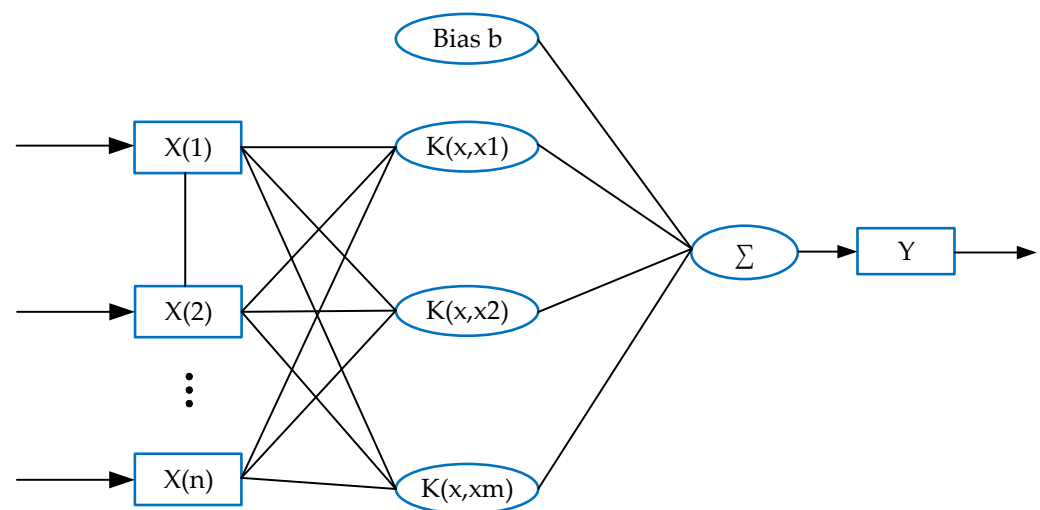 Bias b
X(1)
K(x,x1)
∑
Y
X(2)
K(x,x2)
X(n)
K(x,xm)